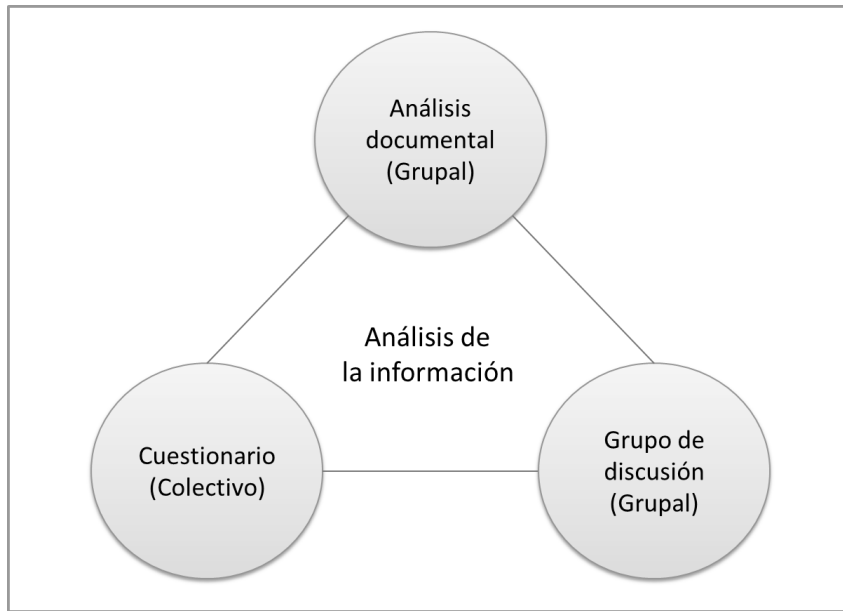 Análisis
documental
(Grupal)
Análisis de
la información
Cuestionario
(Colectivo)
Grupo de
discusión
(Grupal)